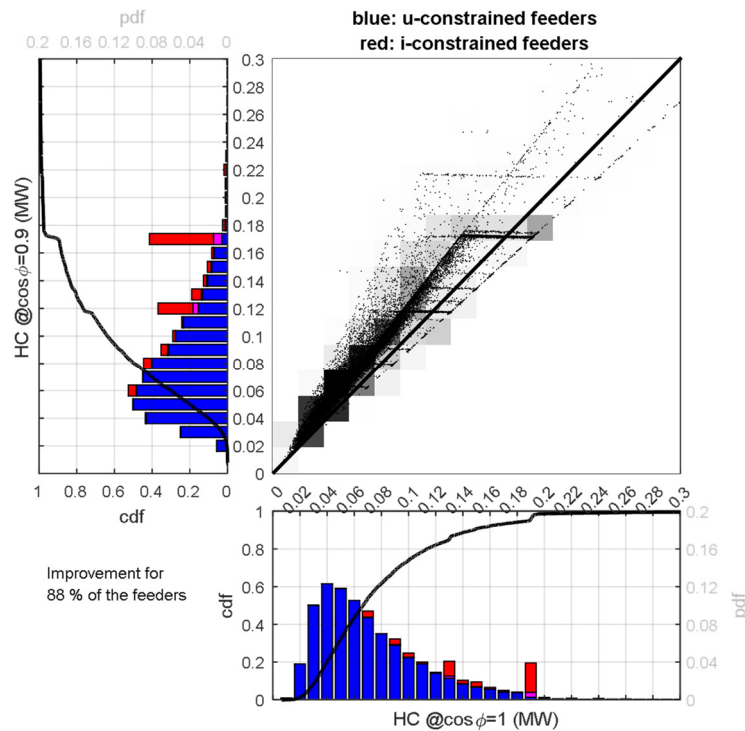 blue: u-constrained feeders
red: i-constrained feeders
pdf
0.2 0.16 0.12 0.08 0.04 0
0.3
0.28
0.26
0.24
0.22
0.2
0.18
0.16
0.14
0.12
0.1
0.08
0.06
0.04
0.02
0
HC @cosϕ=0.9 (MW)
1 0.8 0.6 0.4 0.2 0
cdf
0 0.02 0.04 0.06 0.08 0.1 0.12 0.14 0.16 0.18 0.2 0.22 0.24 0.26 0.28 0.3
Improvement for
88 % of the feeders
1
0.8
0.6
0.4
0.2
0
cdf
0.2
0.16
0.12
0.08
0.04
0
pdf
HC @cosϕ=1 (MW)